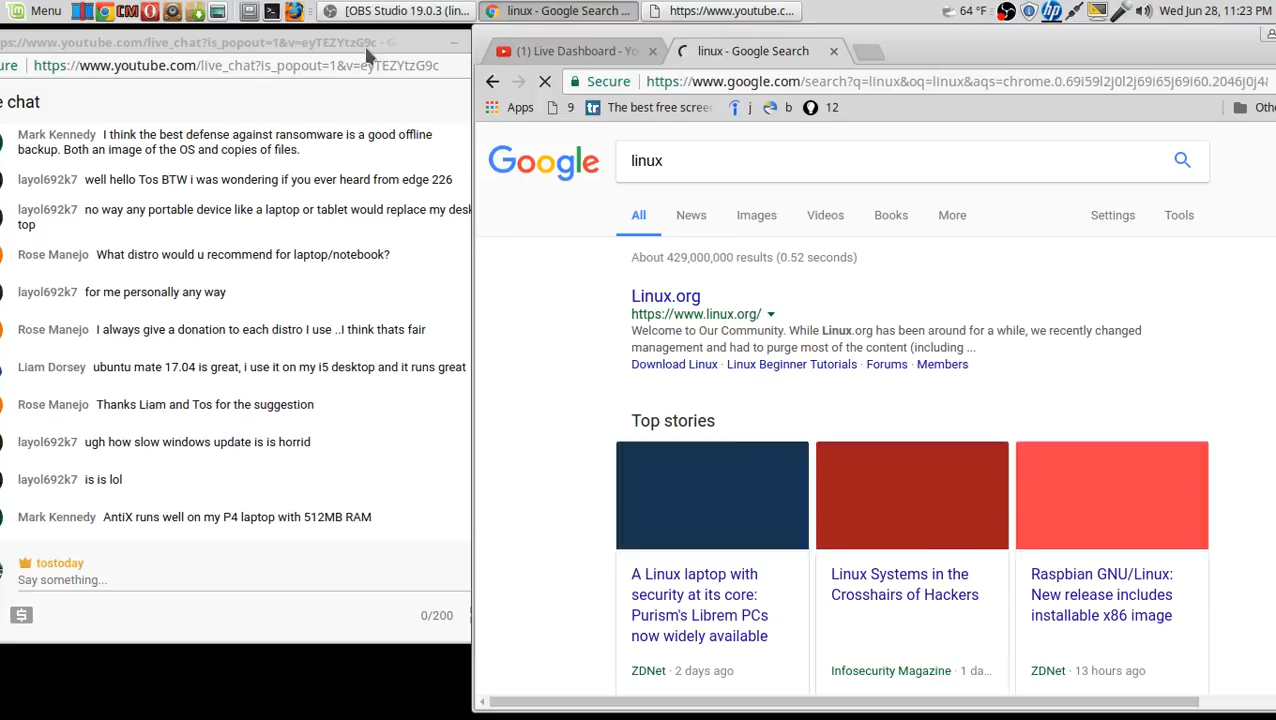 Menu
[OBS Studio 19.0.3 (lin...
linux - Google Search ...
https://www.youtube.c...
64 °F
Wed Jun 28, 11:23 PM
ps://www.youtube.com/live_chat?is_popout=1&v=eyTEZYtzG9c - G
ure https://www.youtube.com/live_chat?is_popout=1&v=eyTEZYtzG9c
e chat
Mark Kennedy I think the best defense against ransomware is a good offline
backup. Both an image of the OS and copies of files.
layol692k7 well hello Tos BTW i was wondering if you ever heard from edge 226
layol692k7 no way any portable device like a laptop or tablet would replace my desk
top
Rose Manejo What distro would u recommend for laptop/notebook?
layol692k7 for me personally any way
Rose Manejo I always give a donation to each distro I use ..I think thats fair
Liam Dorsey ubuntu mate 17.04 is great, i use it on my i5 desktop and it runs great
Rose Manejo Thanks Liam and Tos for the suggestion
layol692k7 ugh how slow windows update is is horrid
layol692k7 is is lol
Mark Kennedy AntiX runs well on my P4 laptop with 512MB RAM
tostoday
Say something...
0/200
(1) Live Dashboard - Yo
linux - Google Search
Secure https://www.google.com/search?q=linux&oq=linux&aqs=chrome.0.69i59l2j0l2j69i65j69i60.2046j0j4
Apps 9 The best free screen j b 12 Othe
Google
linux
All News Images Videos Books More Settings Tools
About 429,000,000 results (0.52 seconds)
Linux.org
https://www.linux.org/
Welcome to Our Community. While Linux.org has been around for a while, we recently changed
management and had to purge most of the content (including ...
Download Linux · Linux Beginner Tutorials · Forums · Members
Top stories
A Linux laptop with
security at its core:
Purism's Librem PCs
now widely available
ZDNet · 2 days ago
Linux Systems in the
Crosshairs of Hackers
Infosecurity Magazine · 1 da...
Raspbian GNU/Linux:
New release includes
installable x86 image
ZDNet · 13 hours ago